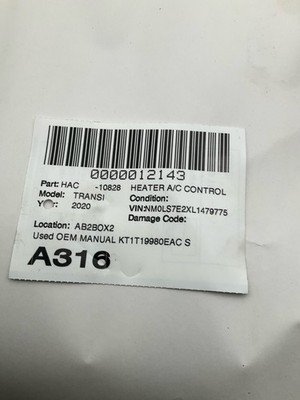 0000012143
Part: HAC -10828 HEATER A/C CONTROL
Model: TRANSI Condition:
2020 VIN:NM0LS7E2XL1479775
Damage Code:
Location: AB2BOX2
Used OEM MANUAL KT1T19980EAC S
A316